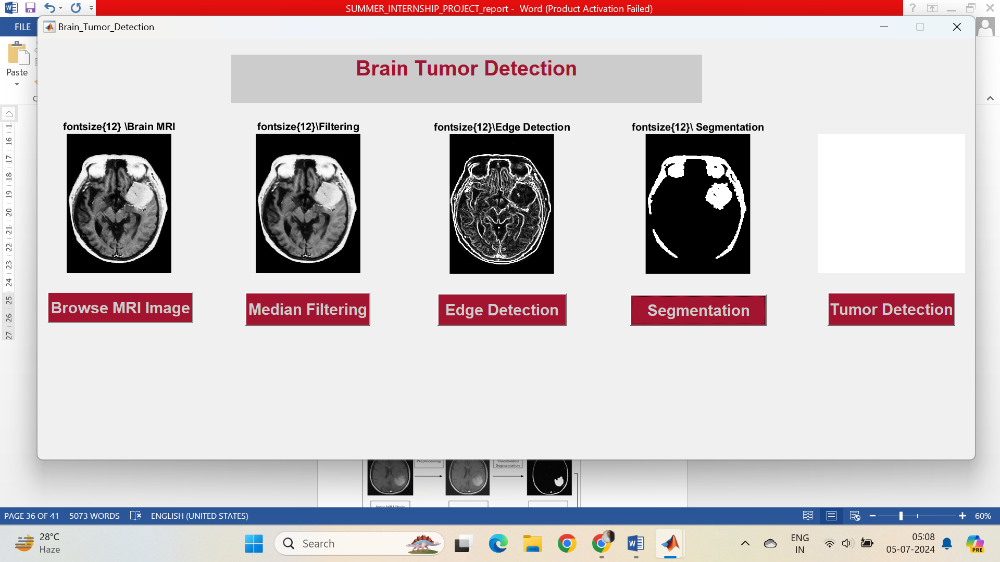 SUMMER_INTERNSHIP_PROJECT_report - Word (Product Activation Failed)
FILE
Brain_Tumor_Detection
Paste
Brain Tumor Detection
fontsize{12} \Brain MRI
fontsize{12}\Filtering
fontsize{12}\Edge Detection
fontsize{12}\ Segmentation
Browse MRI Image
Median Filtering
Edge Detection
Segmentation
Tumor Detection
16
17
18
19
20
21
22
23
24
25
26
27
Preprocessing
Thresholded
Segmentation
Input MRI Brain
PAGE 36 OF 41
5073 WORDS
ENGLISH (UNITED STATES)
60%
28°C
Haze
Search
ENG
IN
05:08
05-07-2024
PRE